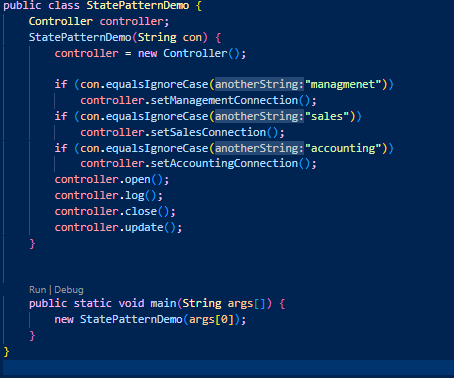 public class StatePatternDemo {
    Controller controller;
    StatePatternDemo(String con) {
        controller = new Controller();

        if (con.equalsIgnoreCase(anotherString:"managmenet"))
            controller.setManagementConnection();
        if (con.equalsIgnoreCase(anotherString:"sales"))
            controller.setSalesConnection();
        if (con.equalsIgnoreCase(anotherString:"accounting"))
            controller.setAccountingConnection();
        controller.open();
        controller.log();
        controller.close();
        controller.update();
    }

    Run | Debug
    public static void main(String args[]) {
        new StatePatternDemo(args[0]);
    }
}